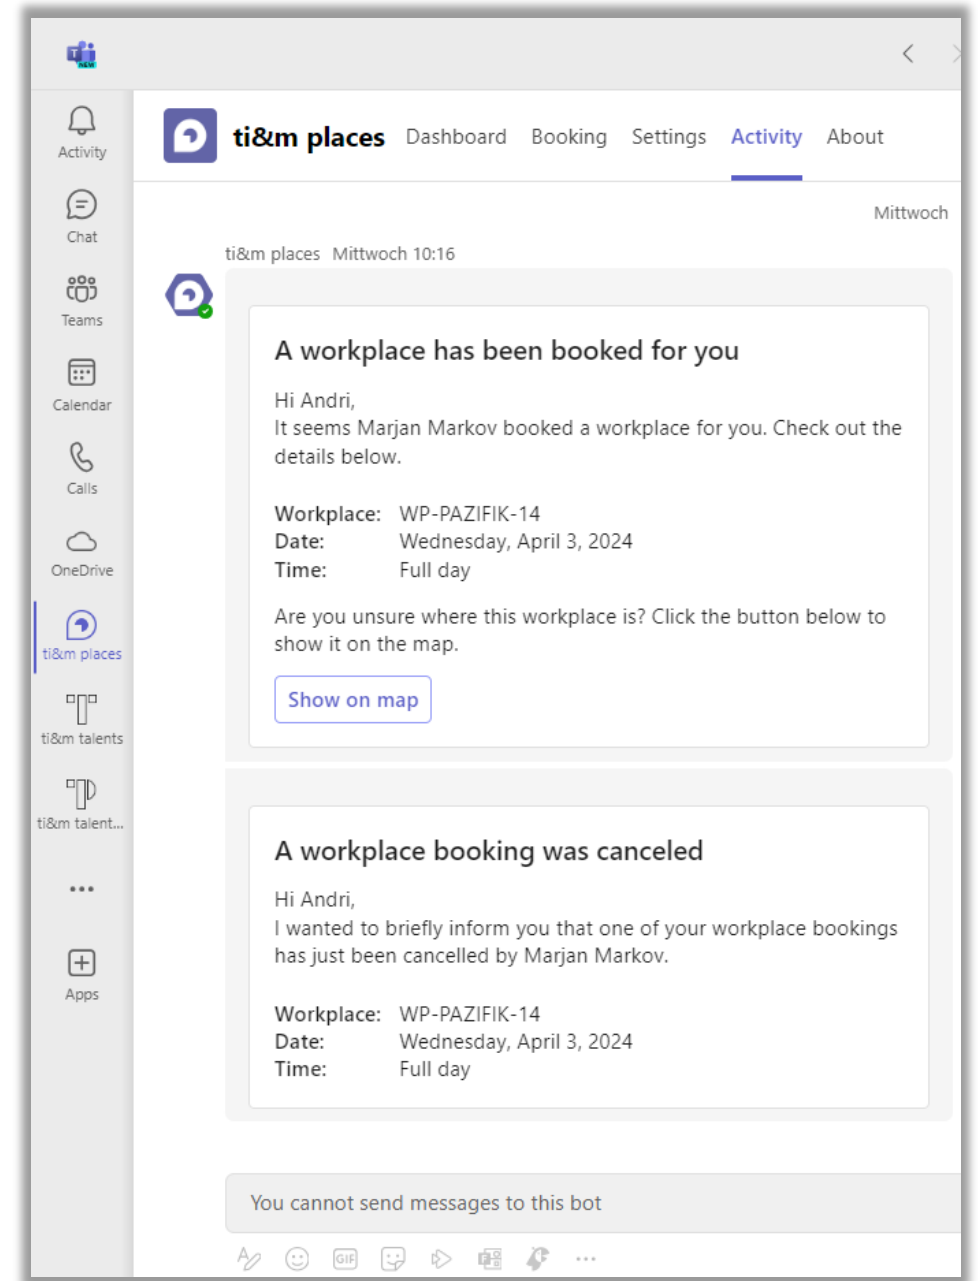 NEW
Activity
Chat
Teams
Calendar
Calls
OneDrive
ti&m places
ti&m talents
ti&m talent...
Apps
ti&m places Dashboard Booking Settings Activity About
Mittwoch
ti&m places Mittwoch 10:16
A workplace has been booked for you
Hi Andri,
It seems Marjan Markov booked a workplace for you. Check out the
details below.
Workplace: WP-PAZIFIK-14
Date: Wednesday, April 3, 2024
Time: Full day
Are you unsure where this workplace is? Click the button below to
show it on the map.
Show on map
A workplace booking was canceled
Hi Andri,
I wanted to briefly inform you that one of your workplace bookings
has just been cancelled by Marjan Markov.
Workplace: WP-PAZIFIK-14
Date: Wednesday, April 3, 2024
Time: Full day
You cannot send messages to this bot
GIF